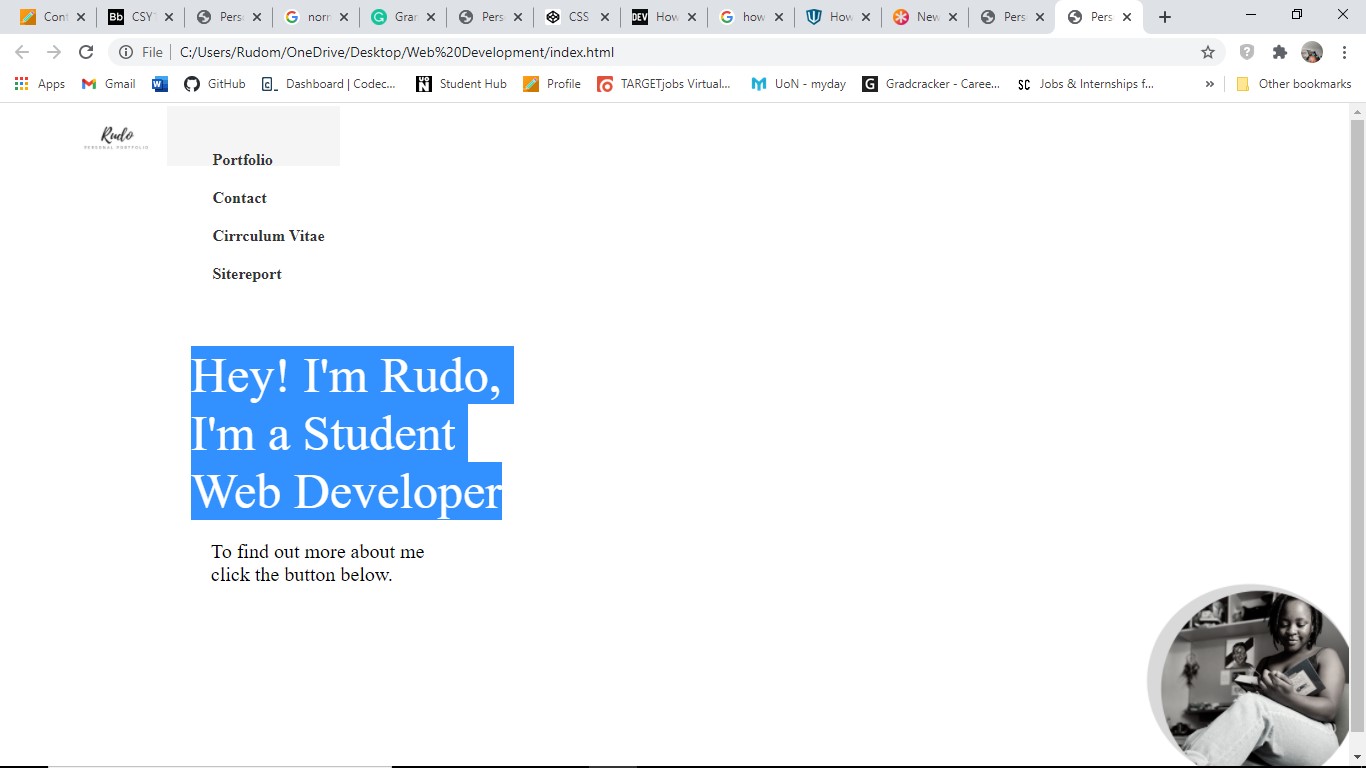 Cont
CSY
Pers
norn
Gran
Pers
CSS
How
how
How
New
Pers
Pers
File
C:/Users/Rudom/OneDrive/Desktop/Web%20Development/index.html
Apps
Gmail
GitHub
Dashboard | Codec...
Student Hub
Profile
TARGETjobs Virtual...
UoN - myday
Gradcracker - Caree...
Jobs & Internships f...
Other bookmarks
Rudo
PERSONAL PORTFOLIO
Portfolio
Contact
Cirrculum Vitae
Sitereport
Hey! I'm Rudo,
I'm a Student
Web Developer
To find out more about me
click the button below.